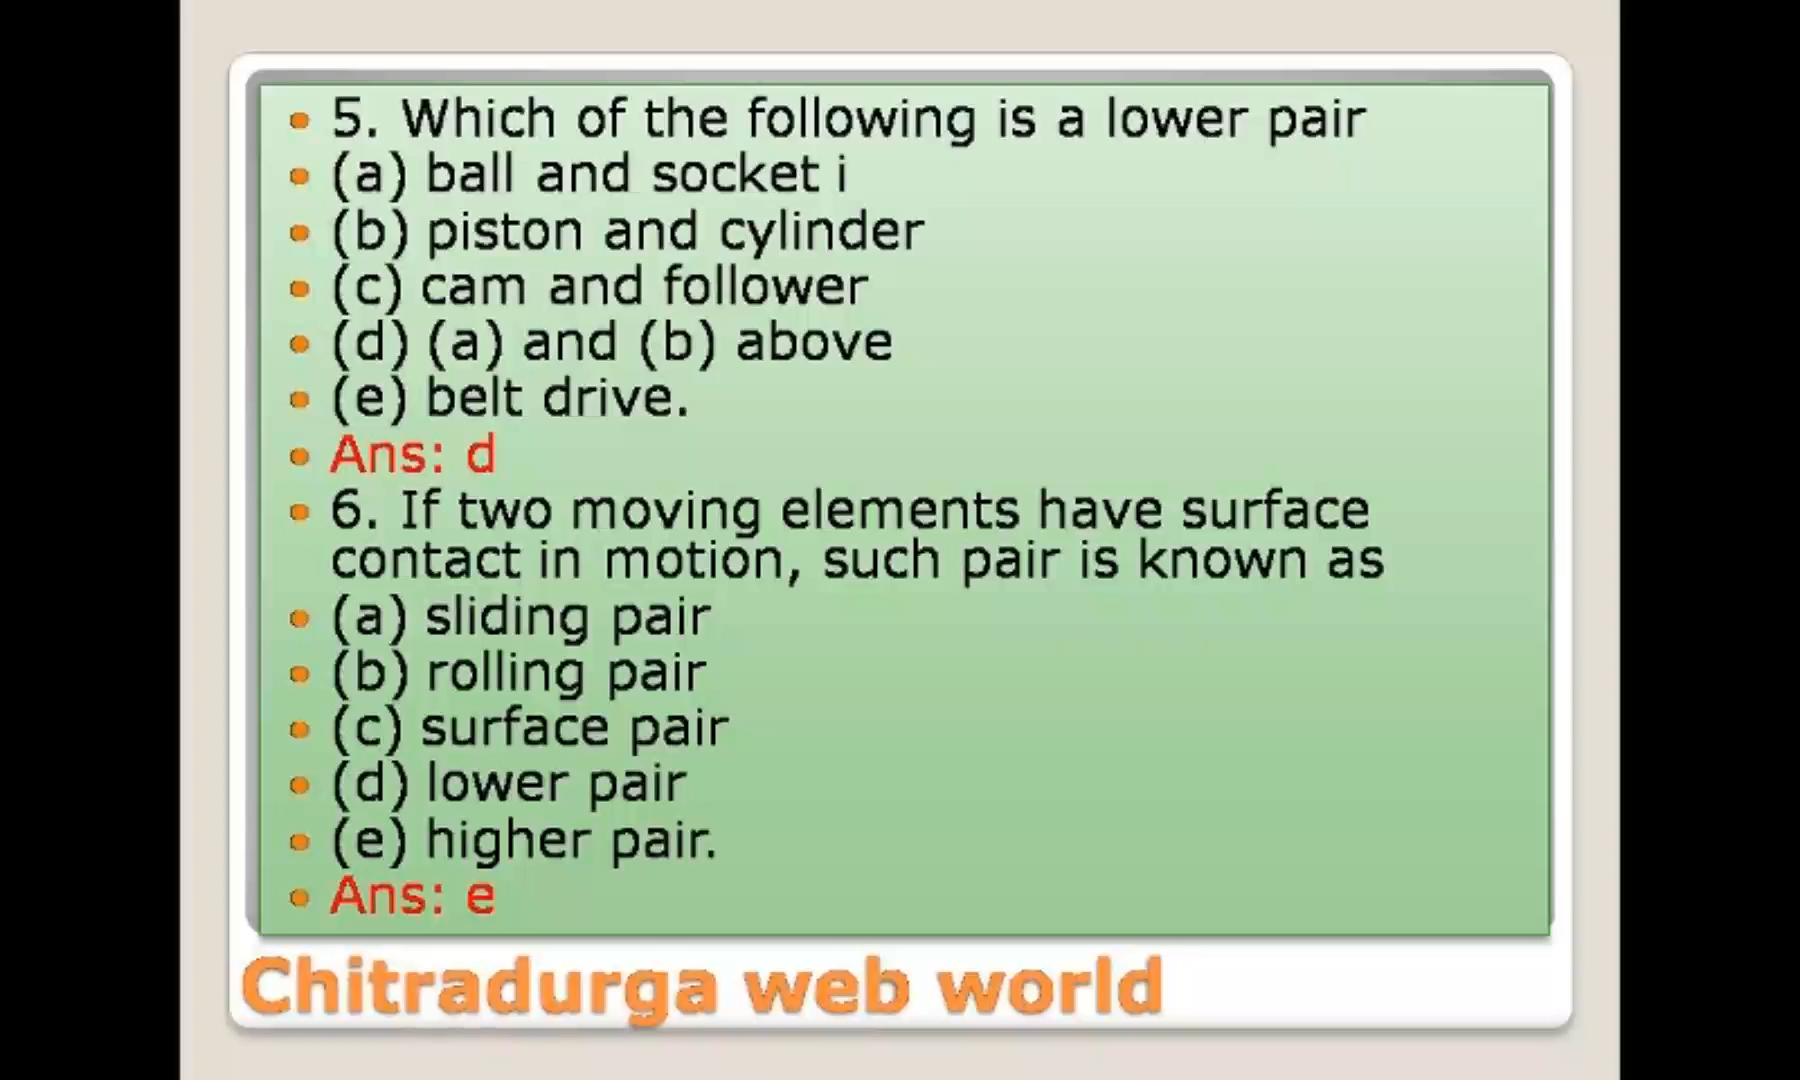 5. Which of the following is a lower pair
(a) ball and socket i
(b) piston and cylinder
(c) cam and follower
(d) (a) and (b) above
(e) belt drive.
Ans: d
6. If two moving elements have surface
contact in motion, such pair is known as
(a) sliding pair
(b) rolling pair
(c) surface pair
(d) lower pair
(e) higher pair.
Ans: e
Chitradurga web world